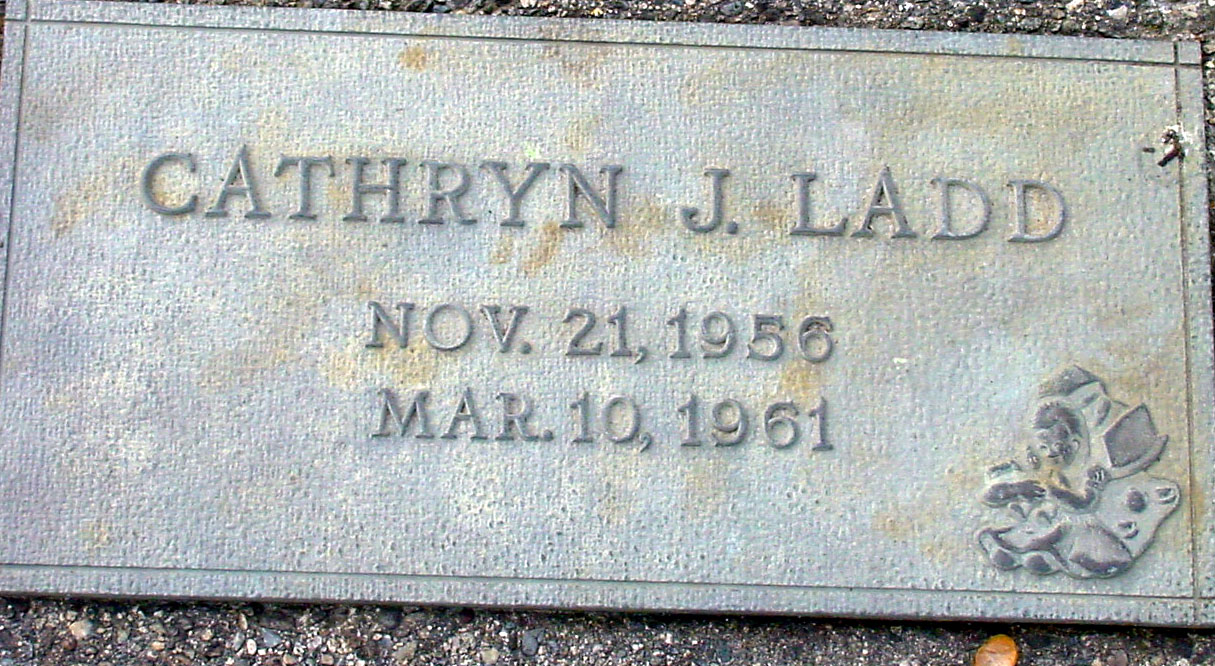 CATHRYN J. LADD
NOV. 21, 1956
MAR. 10, 1961